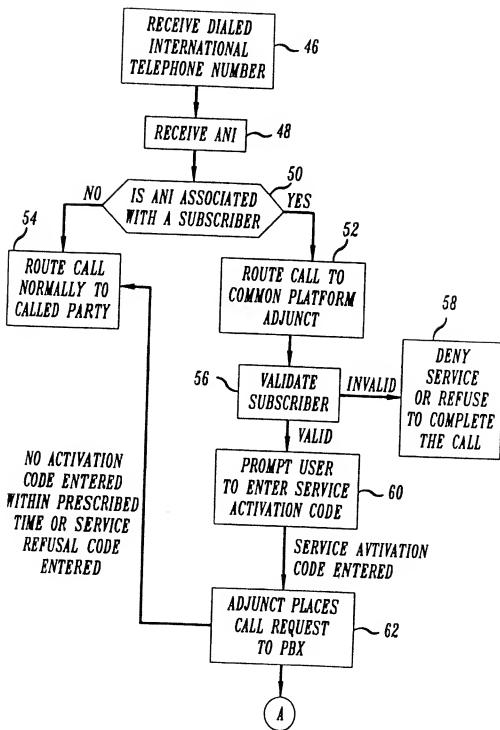 RECEIVE DIALED
INTERNATIONAL
TELEPHONE NUMBER
46
RECEIVE ANI
48
50
IS ANI ASSOCIATED
WITH A SUBSCRIBER
NO
YES
54
ROUTE CALL
NORMALLY TO
CALLED PARTY
52
ROUTE CALL TO
COMMON PLATFORM
ADJUNCT
58
DENY
SERVICE
OR REFUSE
TO COMPLETE
THE CALL
56
VALIDATE
SUBSCRIBER
INVALID
VALID
NO ACTIVATION
CODE ENTERED
WITHIN PRESCRIBED
TIME OR SERVICE
REFUSAL CODE
ENTERED
PROMPT USER
TO ENTER SERVICE
ACTIVATION CODE
60
SERVICE AVTIVATION
CODE ENTERED
ADJUNCT PLACES
CALL REQUEST
TO PBX
62
A